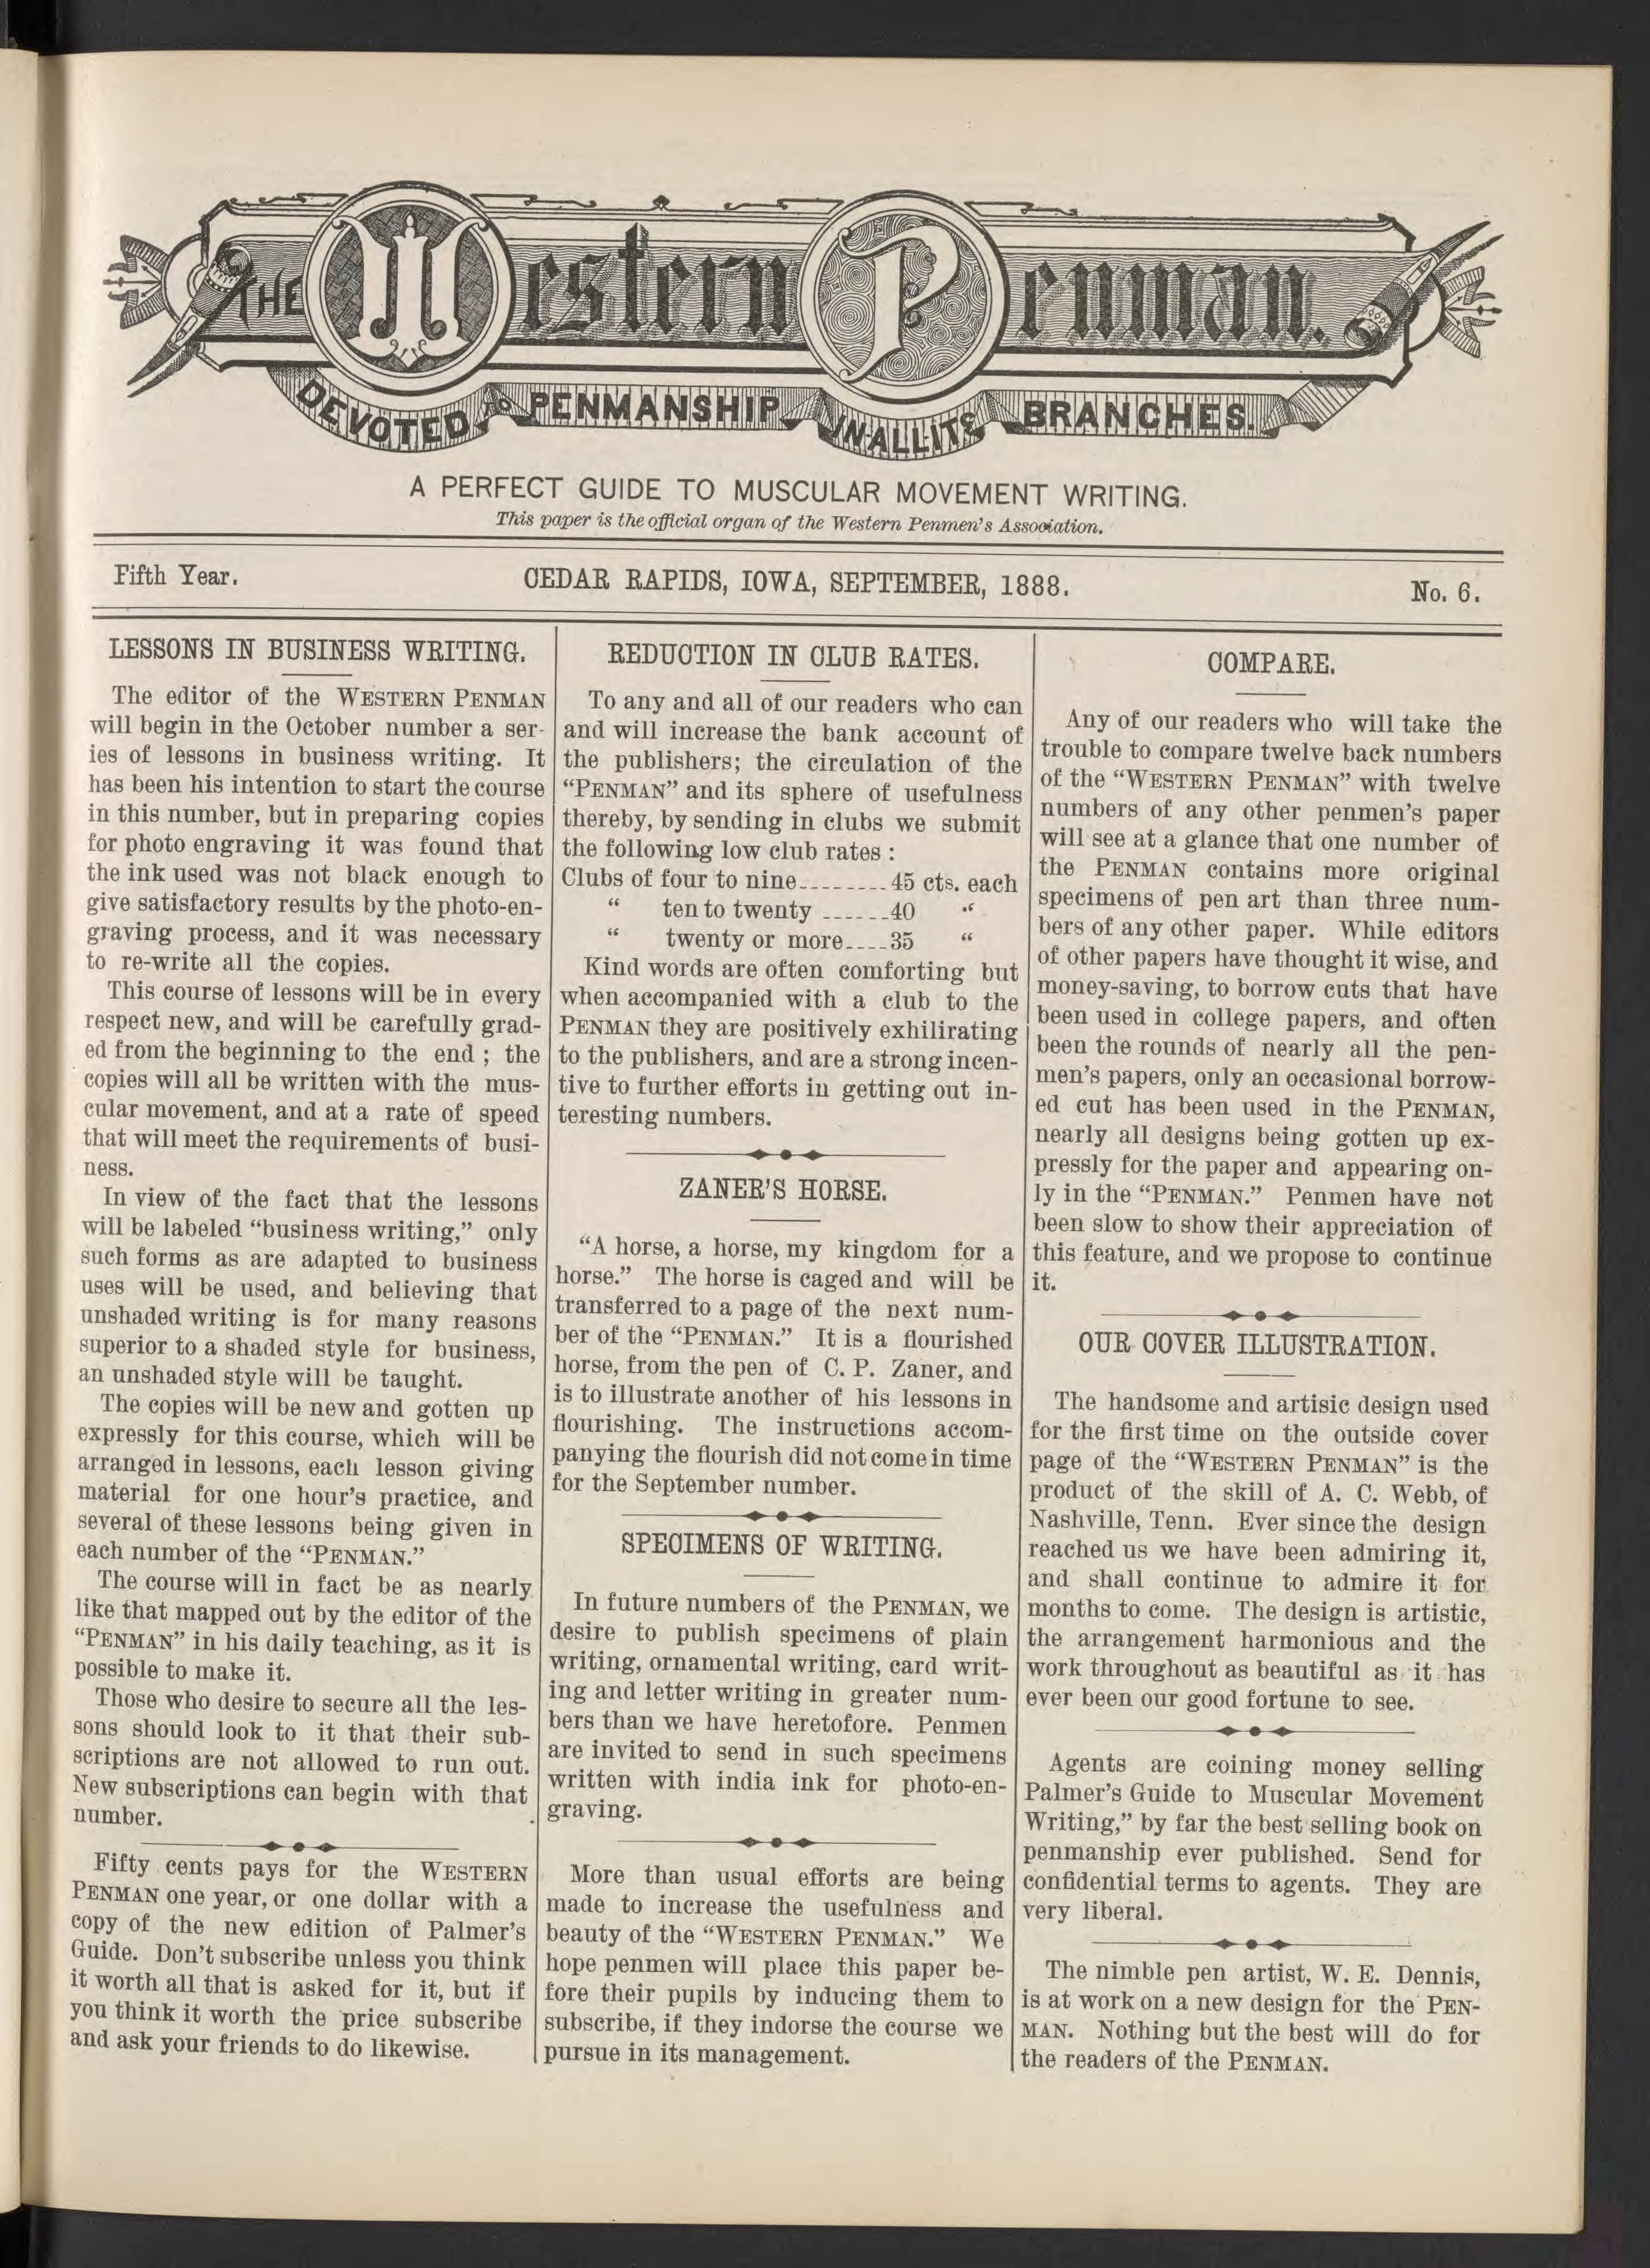 THE Western Penman.
DEVOTED TO PENMANSHIP IN ALL ITS BRANCHES.
A PERFECT GUIDE TO MUSCULAR MOVEMENT WRITING.
This paper is the official organ of the Western Penmen's Association.
Fifth Year. CEDAR RAPIDS, IOWA, SEPTEMBER, 1888. No. 6.
LESSONS IN BUSINESS WRITING.
The editor of the WESTERN PENMAN
will begin in the October number a ser-
ies of lessons in business writing. It
has been his intention to start the course
in this number, but in preparing copies
for photo engraving it was found that
the ink used was not black enough to
give satisfactory results by the photo-en-
graving process, and it was necessary
to re-write all the copies.
This course of lessons will be in every
respect new, and will be carefully grad-
ed from the beginning to the end ; the
copies will all be written with the mus-
cular movement, and at a rate of speed
that will meet the requirements of busi-
ness.
In view of the fact that the lessons
will be labeled "business writing," only
such forms as are adapted to business
uses will be used, and believing that
unshaded writing is for many reasons
superior to a shaded style for business,
an unshaded style will be taught.
The copies will be new and gotten up
expressly for this course, which will be
arranged in lessons, each lesson giving
material for one hour's practice, and
several of these lessons being given in
each number of the "PENMAN."
The course will in fact be as nearly
like that mapped out by the editor of the
"PENMAN" in his daily teaching, as it is
possible to make it.
Those who desire to secure all the les-
sons should look to it that their sub-
scriptions are not allowed to run out.
New subscriptions can begin with that
number.
Fifty cents pays for the WESTERN
PENMAN one year, or one dollar with a
copy of the new edition of Palmer's
Guide. Don't subscribe unless you think
it worth all that is asked for it, but if
you think it worth the price subscribe
and ask your friends to do likewise.
REDUCTION IN CLUB RATES.
To any and all of our readers who can
and will increase the bank account of
the publishers; the circulation of the
"PENMAN" and its sphere of usefulness
thereby, by sending in clubs we submit
the following low club rates :
Clubs of four to nine---------45 cts. each
" ten to twenty ------40 "
" twenty or more----35 "
Kind words are often comforting but
when accompanied with a club to the
PENMAN they are positively exhilirating
to the publishers, and are a strong incen-
tive to further efforts in getting out in-
teresting numbers.
ZANER'S HORSE.
"A horse, a horse, my kingdom for a
horse." The horse is caged and will be
transferred to a page of the next num-
ber of the "PENMAN." It is a flourished
horse, from the pen of C. P. Zaner, and
is to illustrate another of his lessons in
flourishing. The instructions accom-
panying the flourish did not come in time
for the September number.
SPECIMENS OF WRITING.
In future numbers of the PENMAN, we
desire to publish specimens of plain
writing, ornamental writing, card writ-
ing and letter writing in greater num-
bers than we have heretofore. Penmen
are invited to send in such specimens
written with india ink for photo-en-
graving.
More than usual efforts are being
made to increase the usefulness and
beauty of the "WESTERN PENMAN." We
hope penmen will place this paper be-
fore their pupils by inducing them to
subscribe, if they indorse the course we
pursue in its management.
COMPARE.
Any of our readers who will take the
trouble to compare twelve back numbers
of the "WESTERN PENMAN" with twelve
numbers of any other penmen's paper
will see at a glance that one number of
the PENMAN contains more original
specimens of pen art than three num-
bers of any other paper. While editors
of other papers have thought it wise, and
money-saving, to borrow cuts that have
been used in college papers, and often
been the rounds of nearly all the pen-
men's papers, only an occasional borrow-
ed cut has been used in the PENMAN,
nearly all designs being gotten up ex-
pressly for the paper and appearing on-
ly in the "PENMAN." Penmen have not
been slow to show their appreciation of
this feature, and we propose to continue
it.
OUR COVER ILLUSTRATION.
The handsome and artisic design used
for the first time on the outside cover
page of the "WESTERN PENMAN" is the
product of the skill of A. C. Webb, of
Nashville, Tenn. Ever since the design
reached us we have been admiring it,
and shall continue to admire it for
months to come. The design is artistic,
the arrangement harmonious and the
work throughout as beautiful as it has
ever been our good fortune to see.
Agents are coining money selling
Palmer's Guide to Muscular Movement
Writing," by far the best selling book on
penmanship ever published. Send for
confidential terms to agents. They are
very liberal.
The nimble pen artist, W. E. Dennis,
is at work on a new design for the PEN-
MAN. Nothing but the best will do for
the readers of the PENMAN.